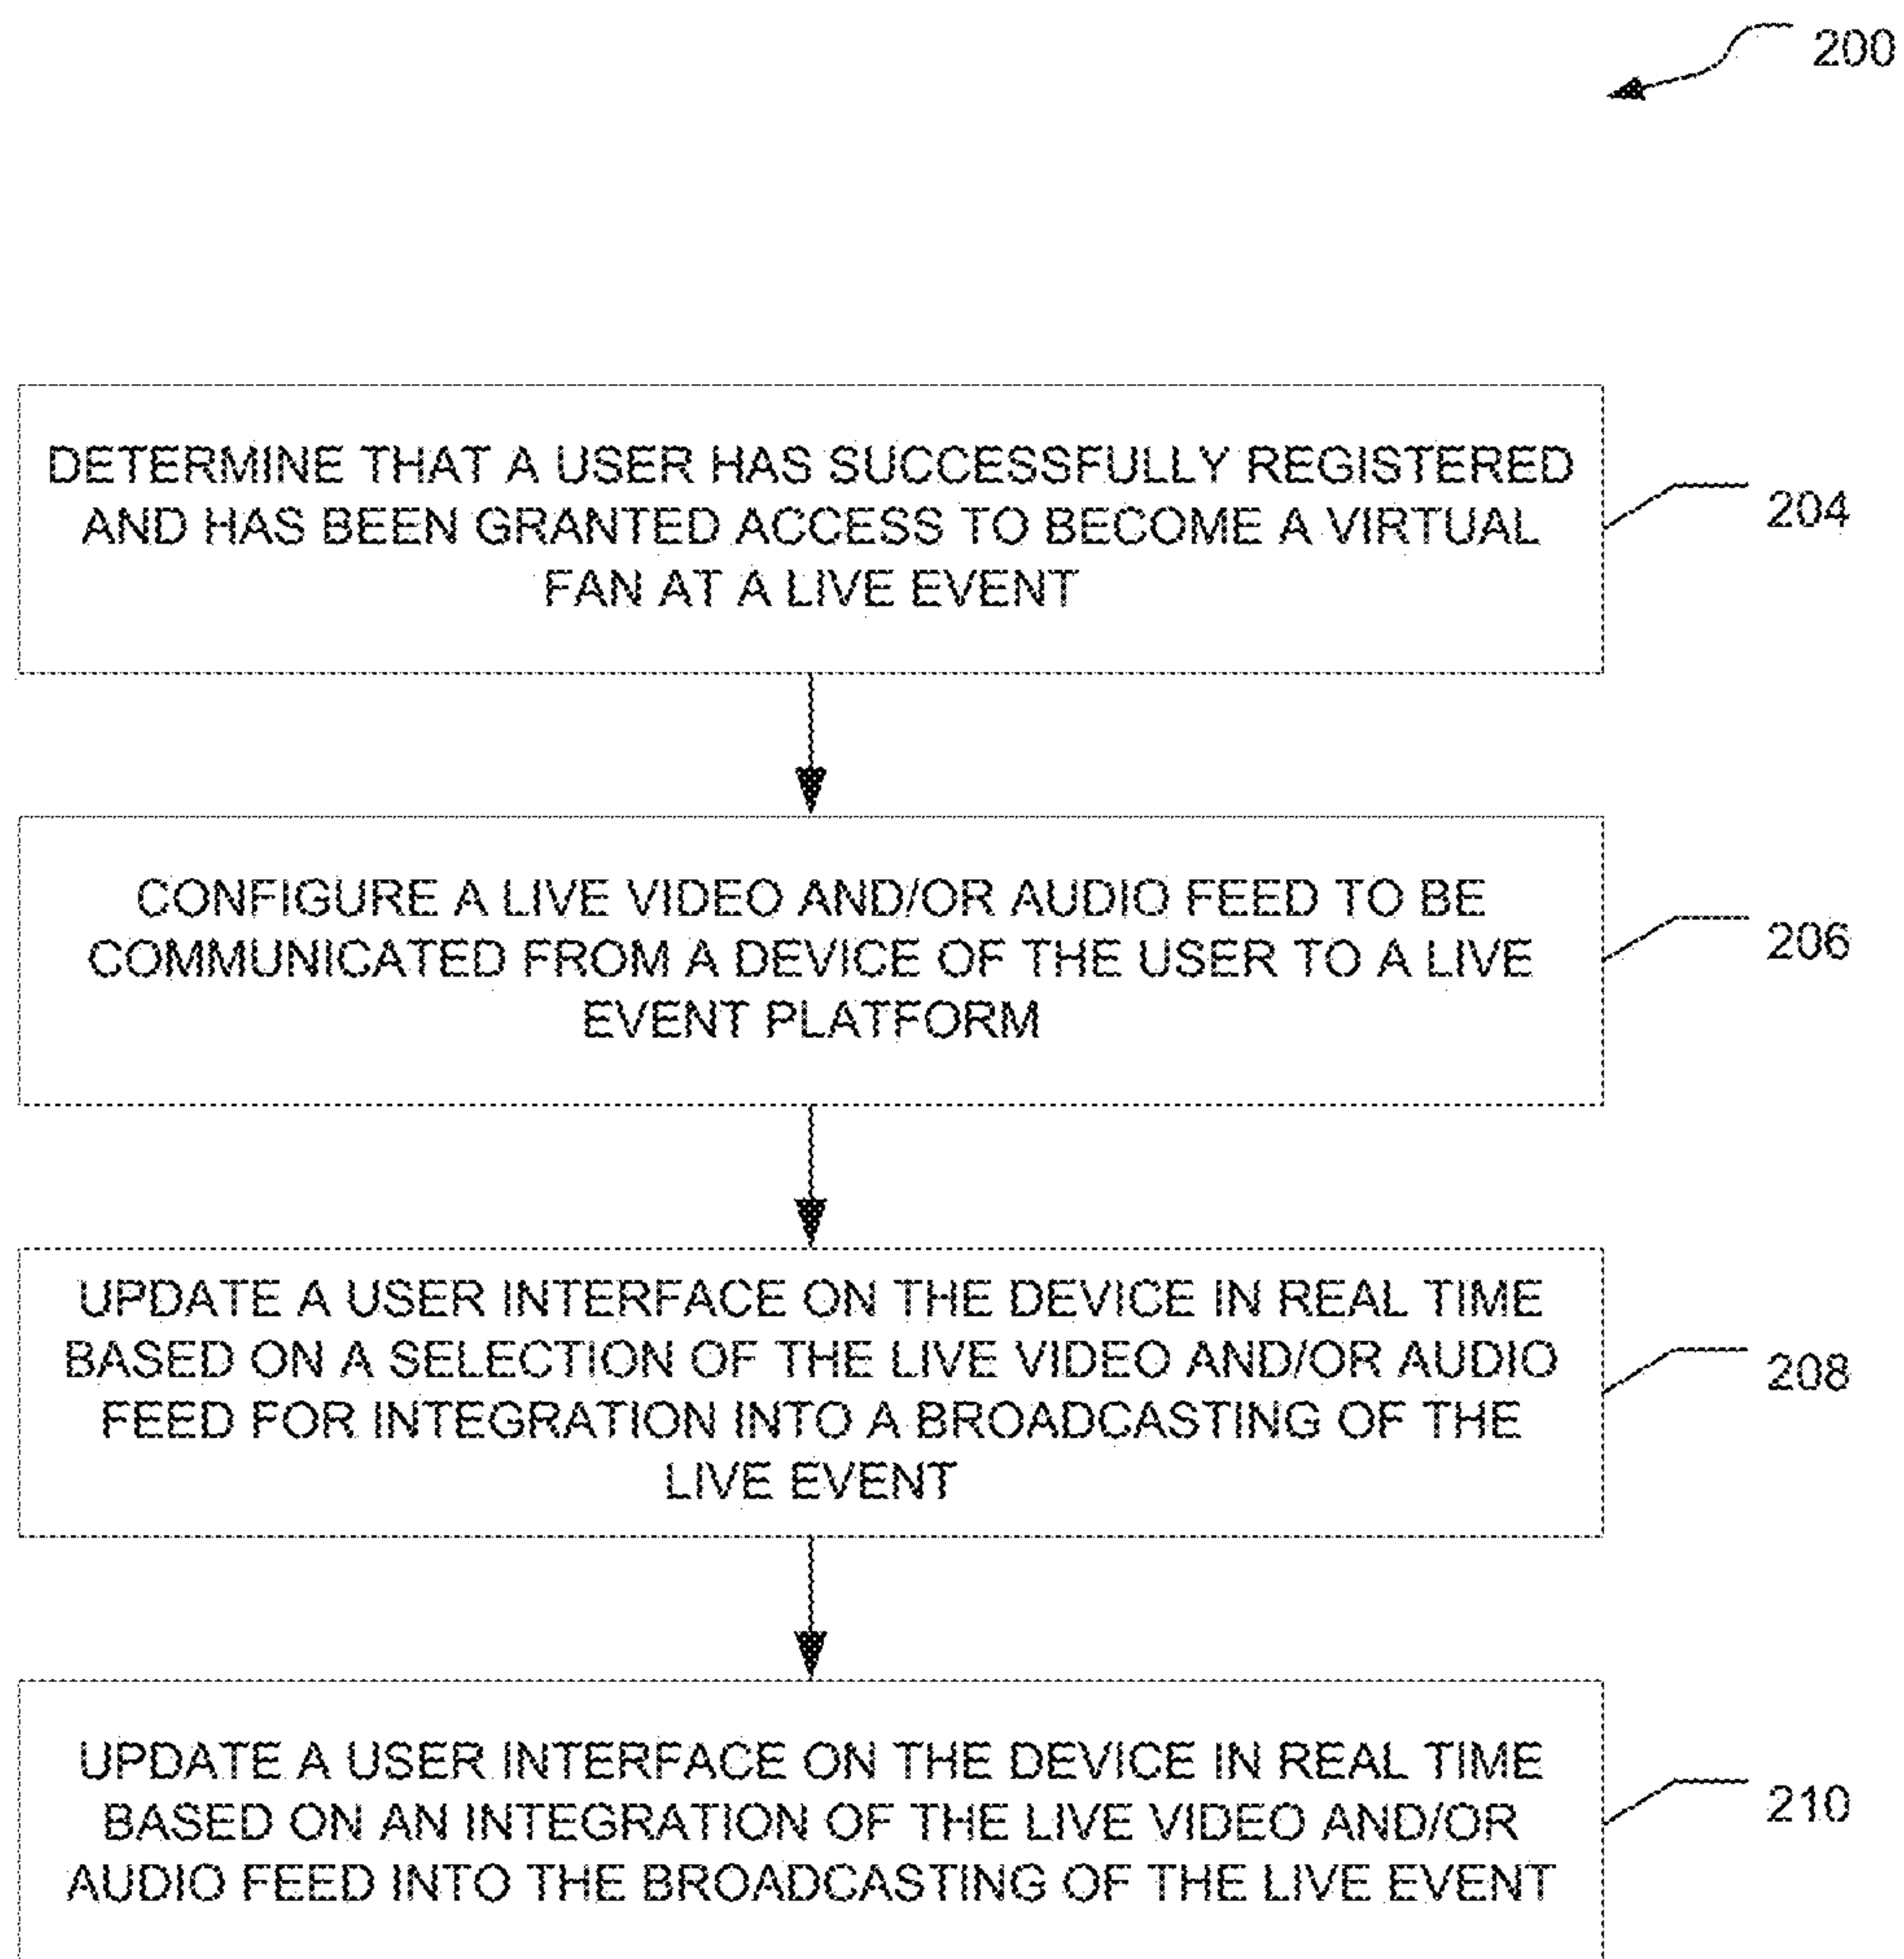 200
DETERMINE THAT A USER HAS SUCCESSFULLY REGISTERED
AND HAS BEEN GRANTED ACCESS TO BECOME A VIRTUAL
FAN AT A LIVE EVENT
204
CONFIGURE A LIVE VIDEO AND/OR AUDIO FEED TO BE
COMMUNICATED FROM A DEVICE OF THE USER TO A LIVE
EVENT PLATFORM
206
UPDATE A USER INTERFACE ON THE DEVICE IN REAL TIME
BASED ON A SELECTION OF THE LIVE VIDEO AND/OR AUDIO
FEED FOR INTEGRATION INTO A BROADCASTING OF THE
LIVE EVENT
208
UPDATE A USER INTERFACE ON THE DEVICE IN REAL TIME
BASED ON AN INTEGRATION OF THE LIVE VIDEO AND/OR
AUDIO FEED INTO THE BROADCASTING OF THE LIVE EVENT
210